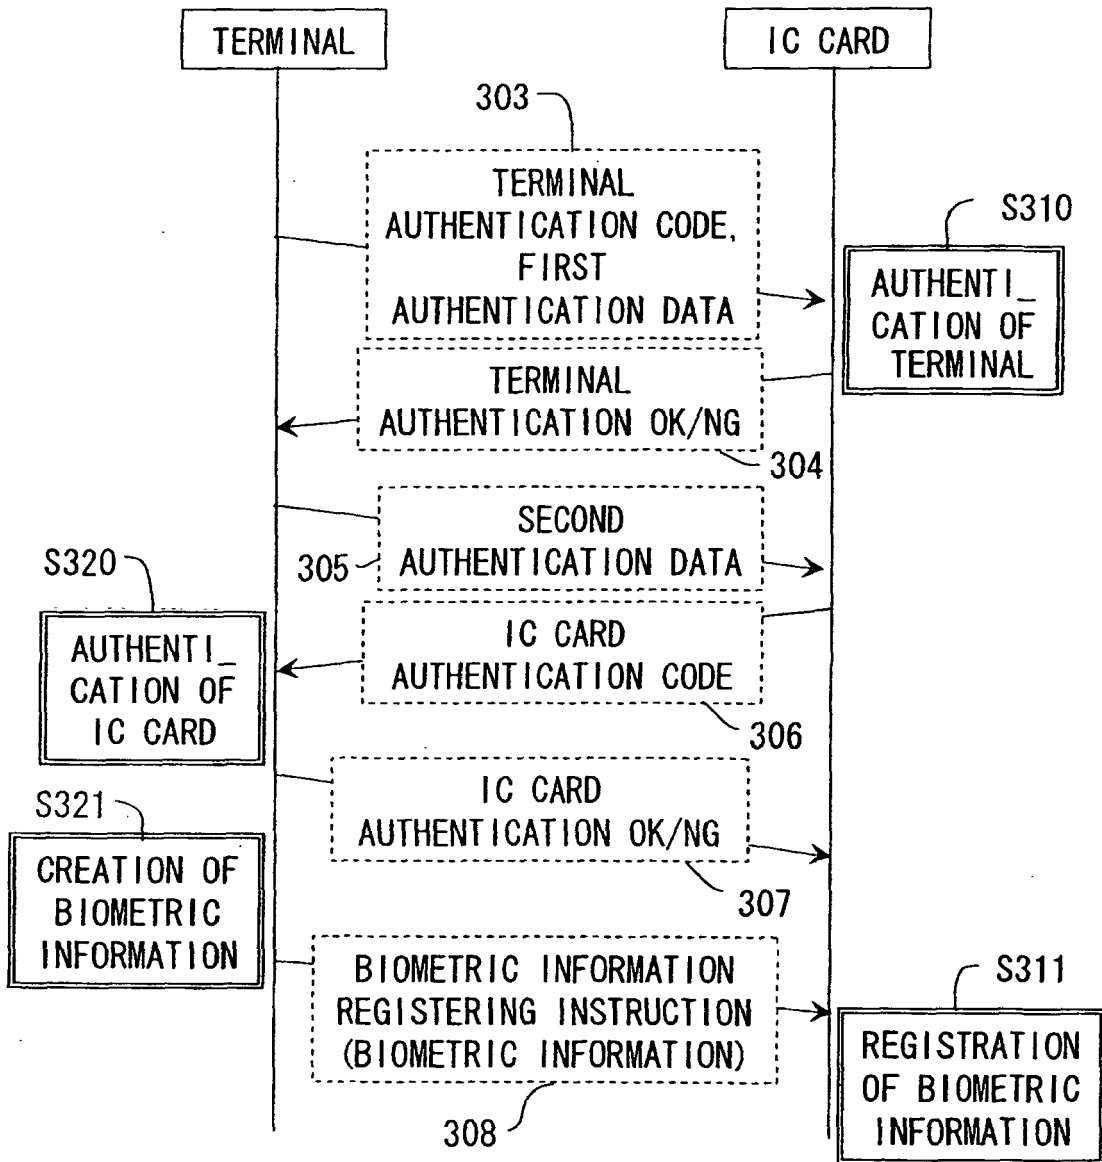 TERMINAL
IC CARD
303
TERMINAL
AUTHENTICATION CODE,
FIRST
AUTHENTICATION DATA
S310
AUTHENTI_
CATION OF
TERMINAL
TERMINAL
AUTHENTICATION OK/NG
304
SECOND
AUTHENTICATION DATA
305
S320
AUTHENTI_
CATION OF
IC CARD
IC CARD
AUTHENTICATION CODE
306
IC CARD
AUTHENTICATION OK/NG
307
S321
CREATION OF
BIOMETRIC
INFORMATION
BIOMETRIC INFORMATION
REGISTERING INSTRUCTION
(BIOMETRIC INFORMATION)
308
S311
REGISTRATION
OF BIOMETRIC
INFORMATION